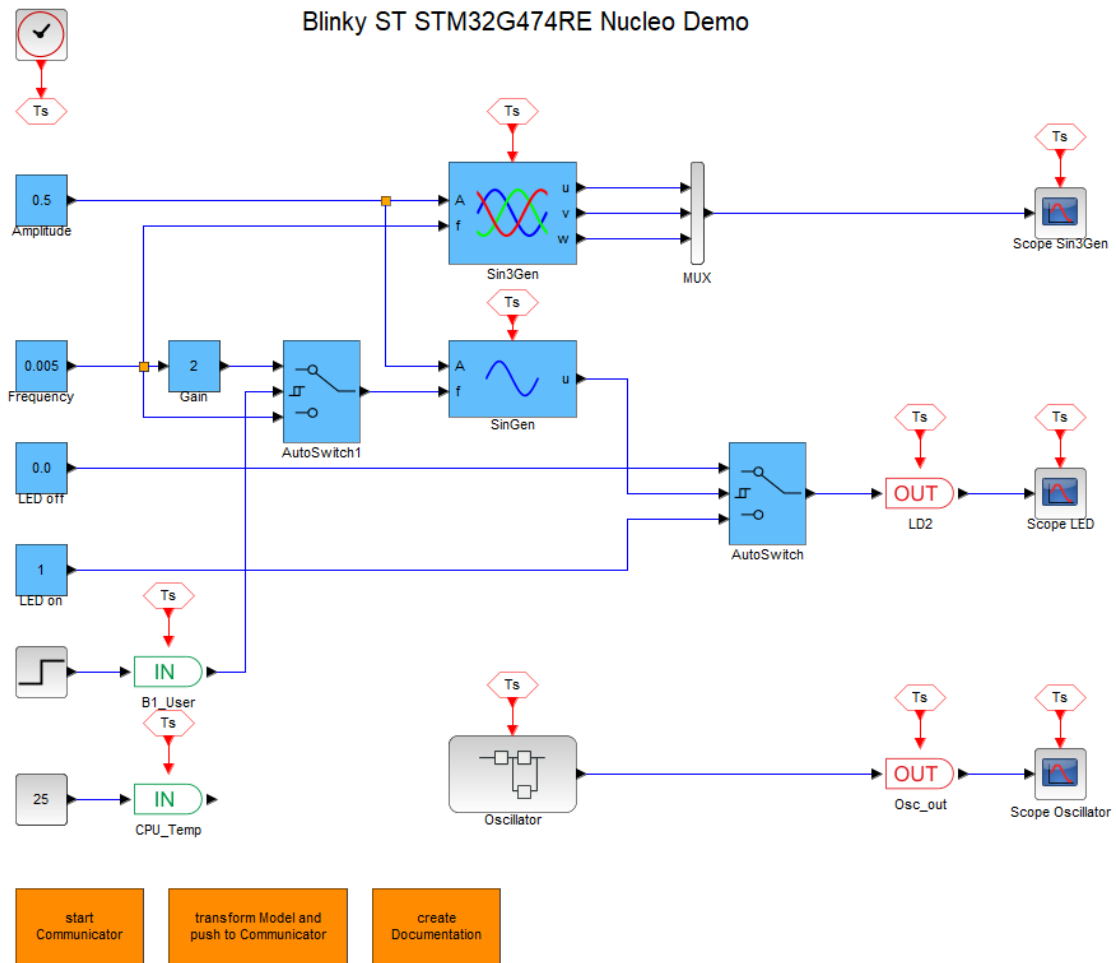 Blinky ST STM32G474RE Nucleo Demo
Ts
Ts
Ts
0.5
Amplitude
A
f
u
v
w
Sin3Gen
MUX
Scope Sin3Gen
Ts
0.005
Frequency
2
Gain
AutoSwitch1
A
f
u
SinGen
0.0
LED off
Ts
Ts
OUT
LD2
Scope LED
AutoSwitch
1
LED on
Ts
IN
B1_User
Ts
Ts
Ts
Ts
25
IN
CPU_Temp
Oscillator
OUT
Osc_out
Scope Oscillator
start
Communicator
transform Model and
push to Communicator
create
Documentation